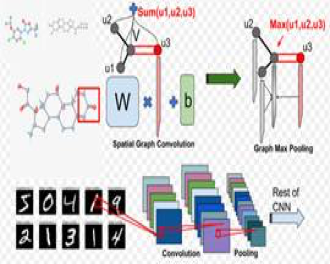 Sum(u1,u2,u3)
u2
V
u3
u1
W
b
Spatial Graph Convolution
Max(u1,u2,u3)
u2
u3
Graph Max Pooling
5 0 4 1 9
2 1 3 1 4
Convolution
Pooling
Rest of
CNN